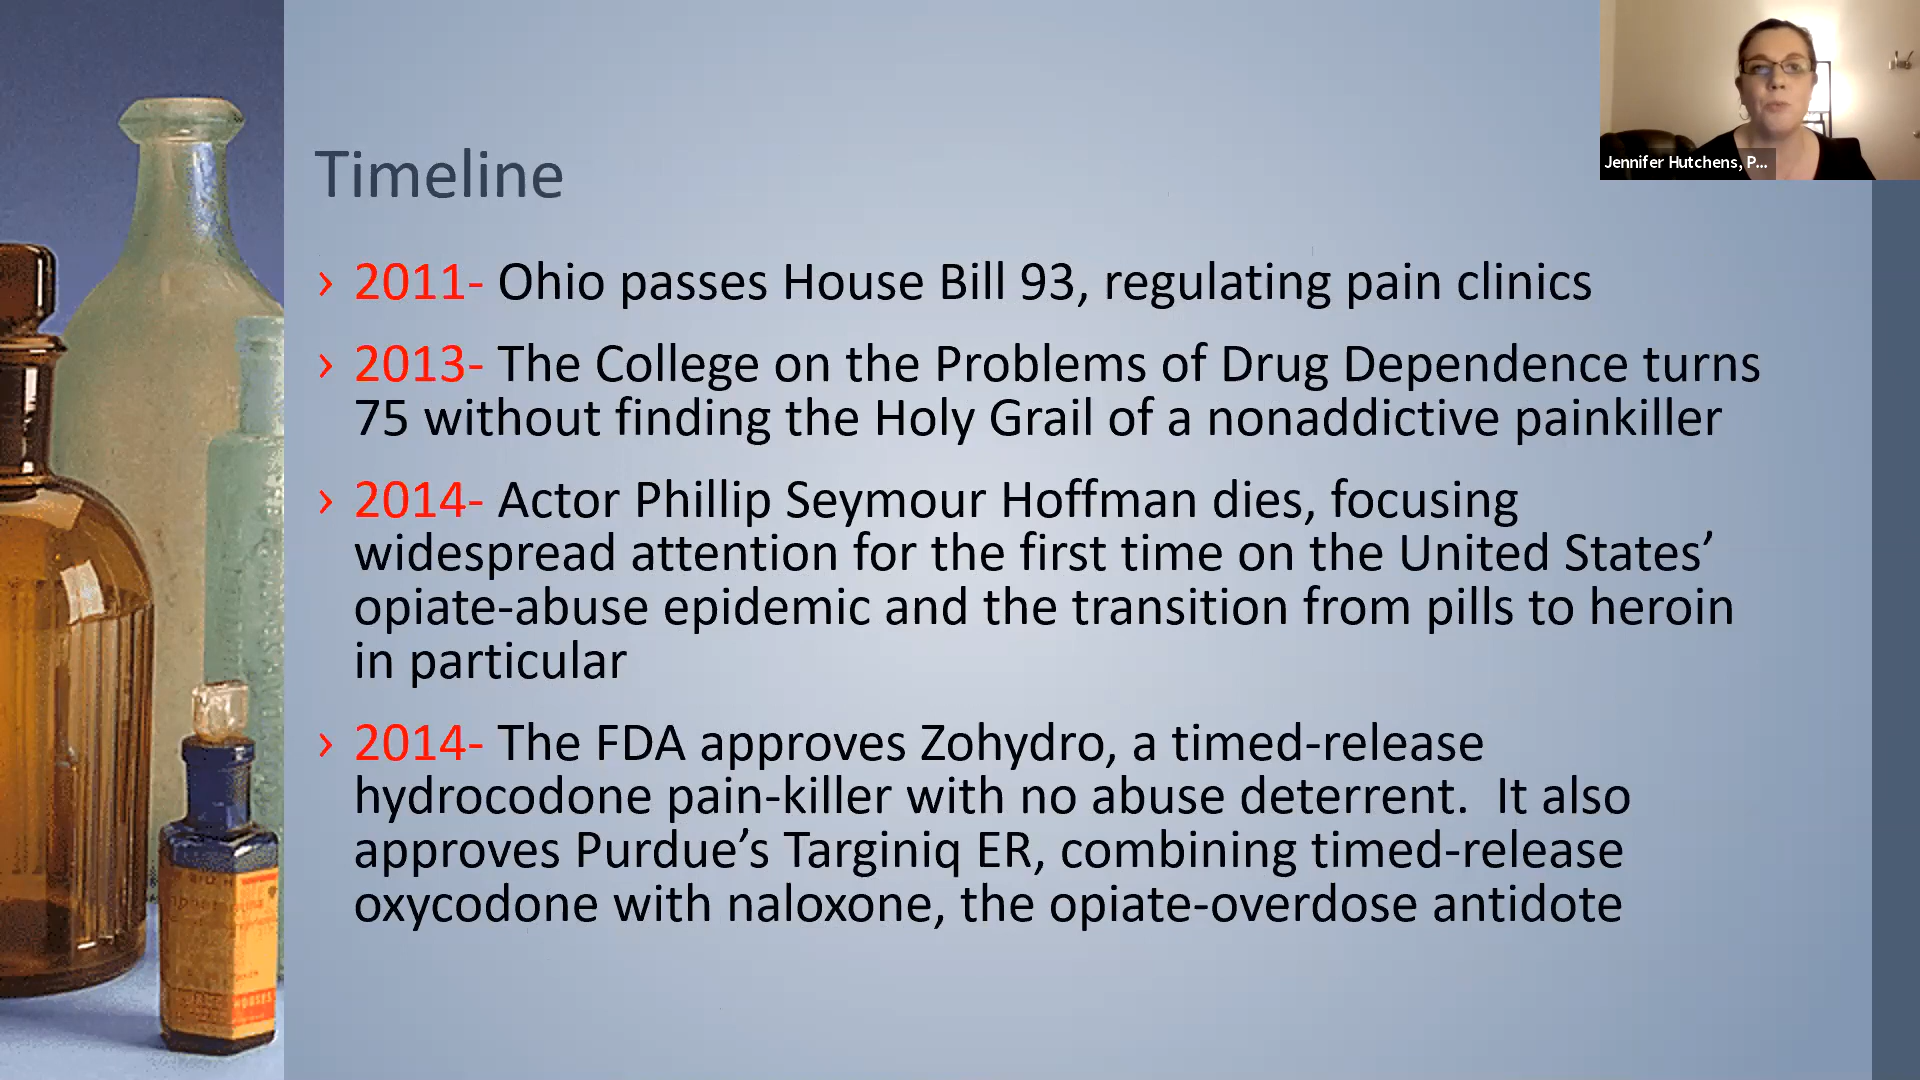 Jennifer Hutchens, P...
Timeline
› 2011- Ohio passes House Bill 93, regulating pain clinics
› 2013- The College on the Problems of Drug Dependence turns
75 without finding the Holy Grail of a nonaddictive painkiller
› 2014- Actor Phillip Seymour Hoffman dies, focusing
widespread attention for the first time on the United States’
opiate-abuse epidemic and the transition from pills to heroin
in particular
› 2014- The FDA approves Zohydro, a timed-release
hydrocodone pain-killer with no abuse deterrent.  It also
approves Purdue’s Targiniq ER, combining timed-release
oxycodone with naloxone, the opiate-overdose antidote